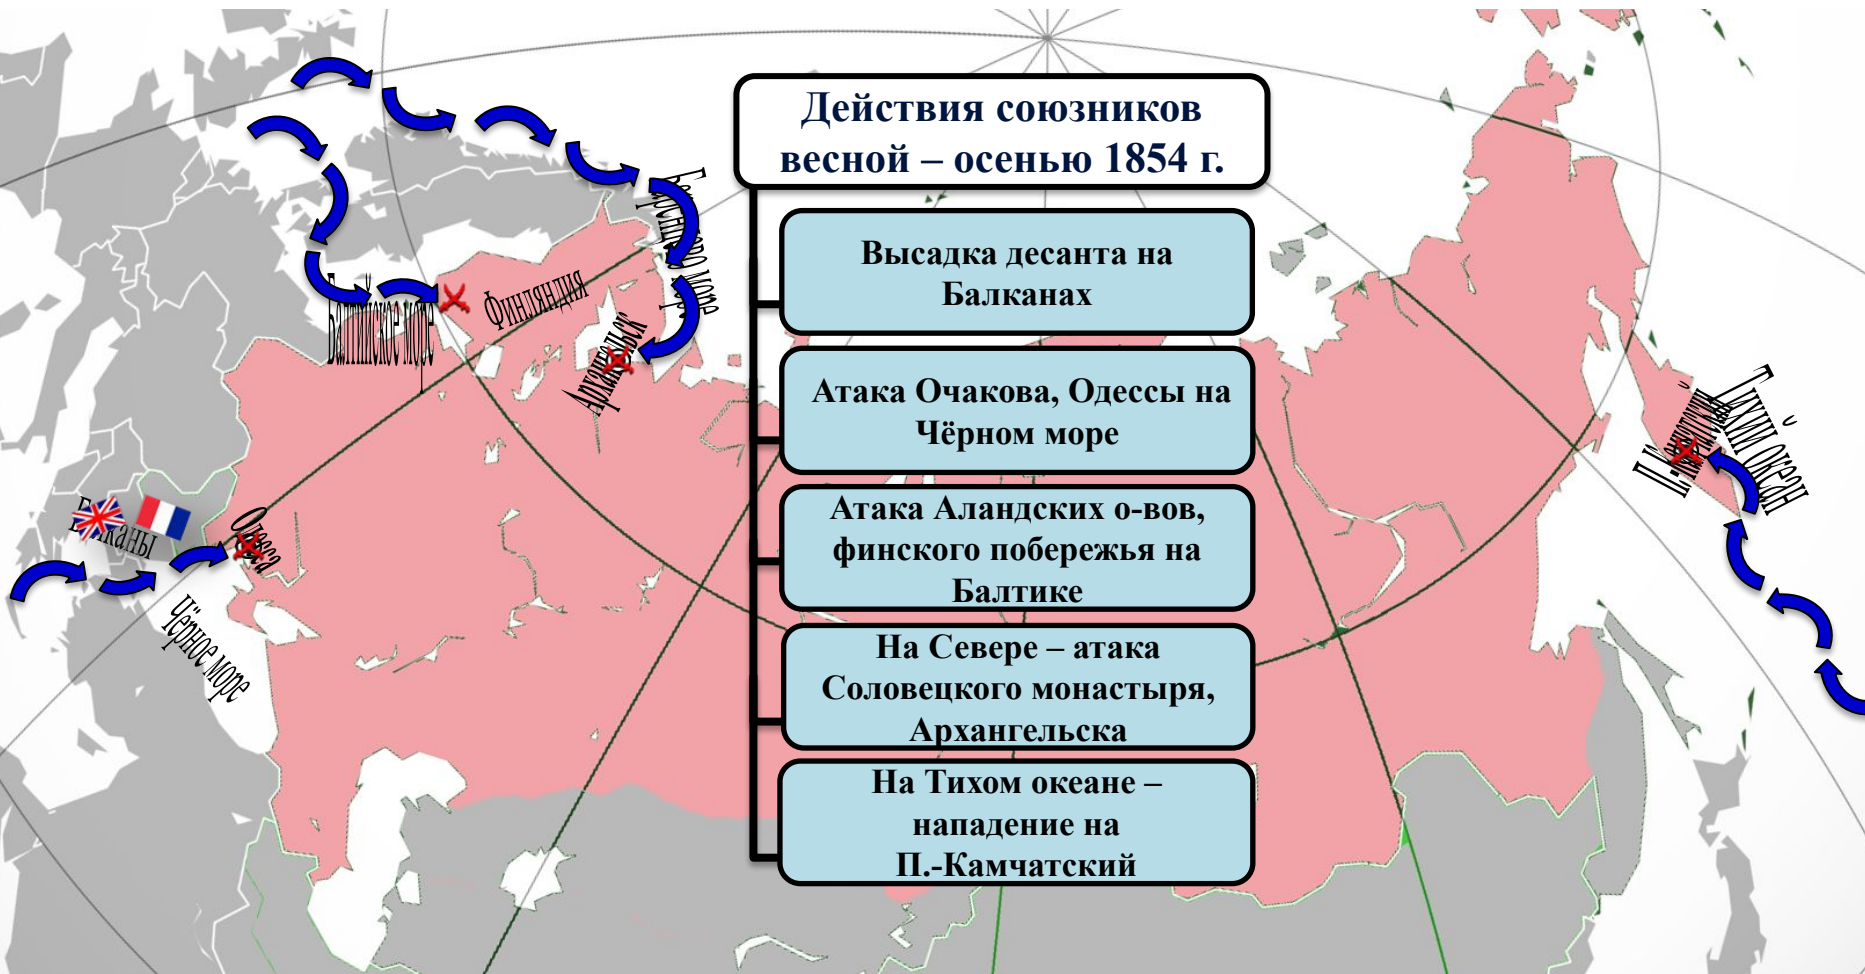 Действия союзников
весной – осенью 1854 г.
Высадка десанта на
Балканах
Атака Очакова, Одессы на
Чёрном море
Атака Аландских о-вов,
финского побережья на
Балтике
На Севере – атака
Соловецкого монастыря,
Архангельска
На Тихом океане –
нападение на
П.-Камчатский
Баренцево море
Балтийское море
Финляндия
Архангельск
Балканы
Одесса
Чёрное море
П.-Камчатский
Тихий океан